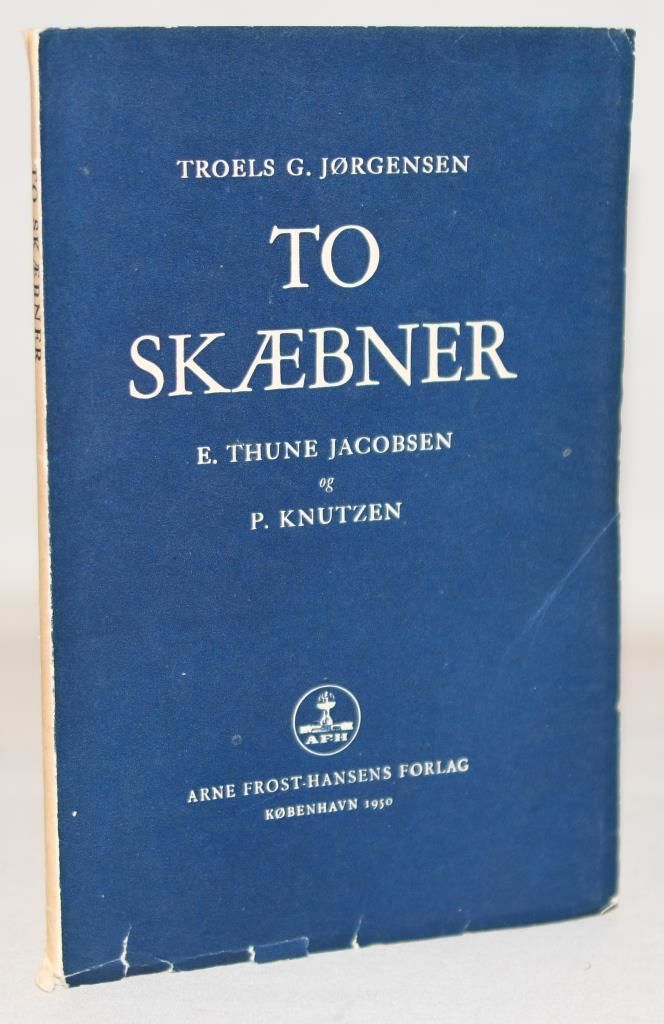 TROELS G. JØRGENSEN
TO
SKÆBNER
E. THUNE JACOBSEN
og
P. KNUTZEN
AFH
ARNE FROST-HANSENS FORLAG
KØBENHAVN 1950
TO SKÆBNER